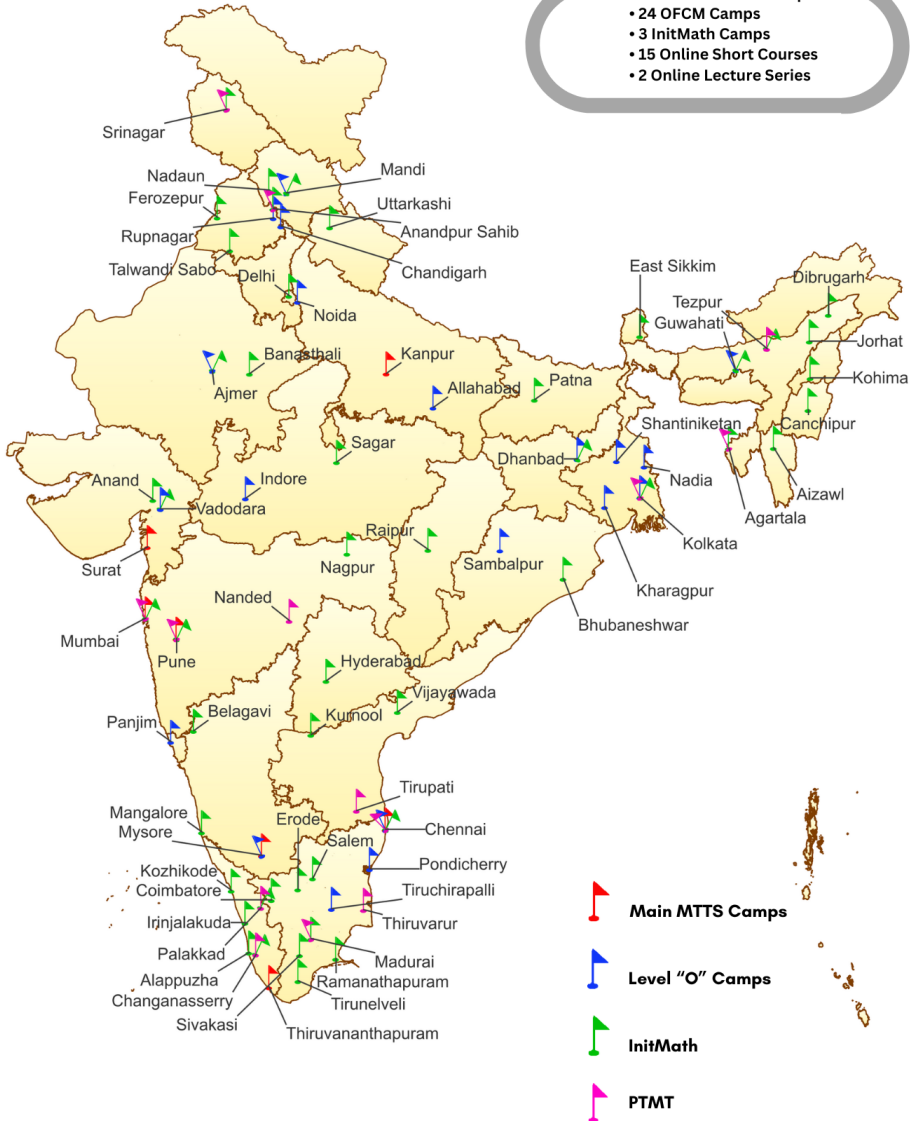 • 24 OFCM Camps
• 3 InitMath Camps
• 15 Online Short Courses
• 2 Online Lecture Series
Srinagar
Nadaun
Mandi
Ferozepur
Uttarkashi
Rupnagar
Anandpur Sahib
Talwandi Sabo
Delhi
Chandigarh
Noida
East Sikkim
Dibrugarh
Tezpur
Guwahati
Jorhat
Banasthali
Kanpur
Ajmer
Allahabad
Patna
Kohima
Sagar
Shantiniketan
Canchipur
Dhanbad
Anand
Indore
Nadia
Vadodara
Aizawl
Agartala
Raipur
Kolkata
Surat
Nagpur
Sambalpur
Kharagpur
Nanded
Bhubaneshwar
Mumbai
Pune
Hyderabad
Vijayawada
Belagavi
Kurnool
Panjim
Tirupati
Mangalore
Erode
Chennai
Mysore
Salem
Pondicherry
Kozhikode
Coimbatore
Tiruchirapalli
Irinjalakuda
Thiruvarur
Palakkad
Madurai
Alappuzha
Ramanathapuram
Changanasserry
Tirunelveli
Sivakasi
Thiruvananthapuram
Main MTTS Camps
Level “O” Camps
InitMath
PTMT